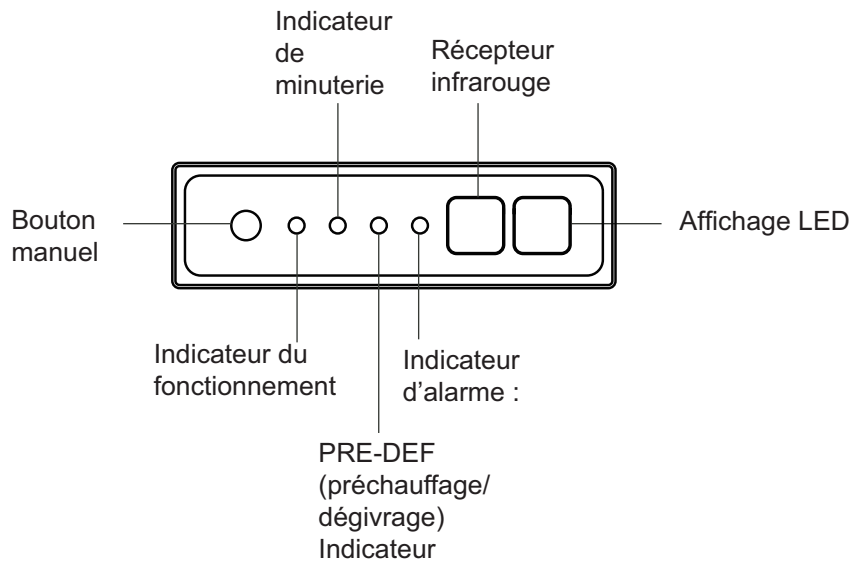 Indicateur
de
minuterie
Récepteur
infrarouge
Bouton
manuel
Affichage LED
Indicateur du
fonctionnement
Indicateur
d'alarme :
PRE-DEF
(préchauffage/
dégivrage)
Indicateur